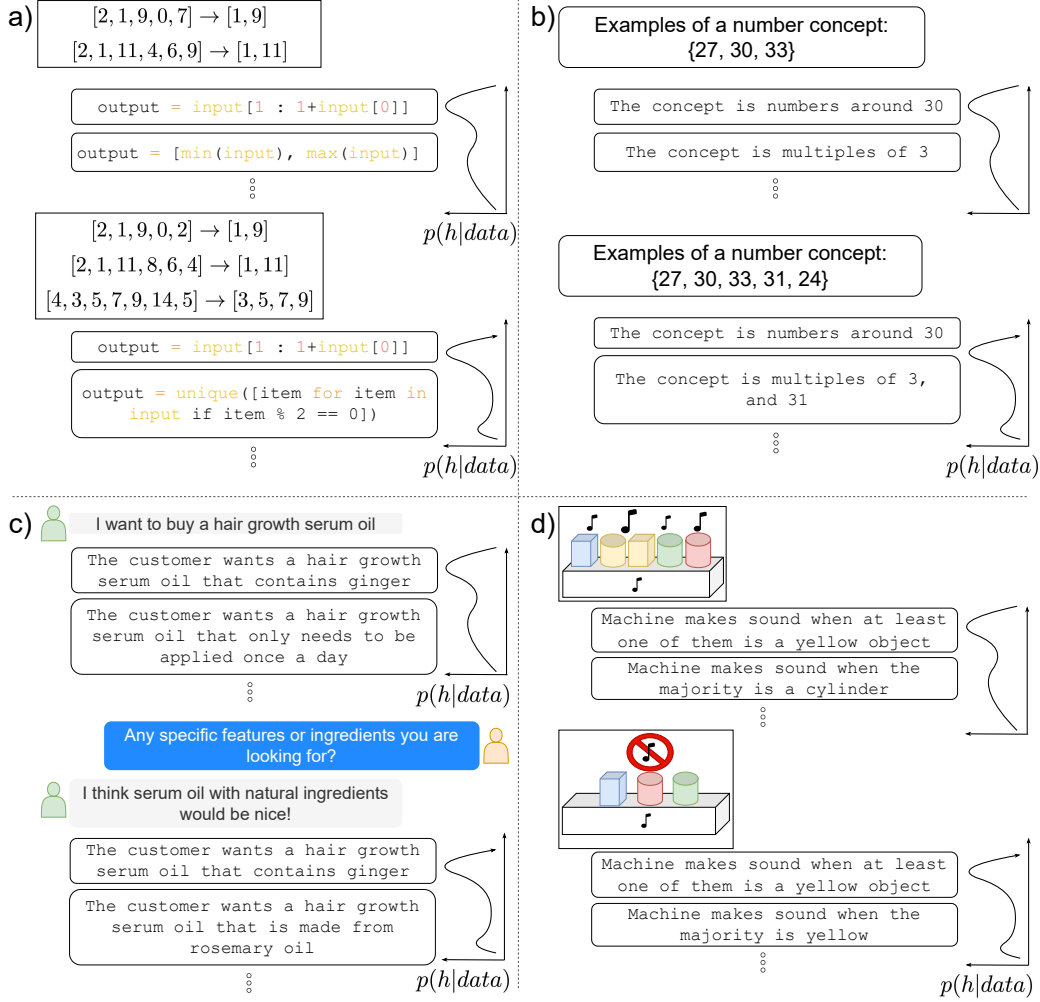 a)
[2, 1, 9, 0, 7] → [1, 9]
[2, 1, 11, 4, 6, 9] → [1, 11]
output = input[1 : 1+input[0]]
output = [min(input), max(input)]
p(h|data)
[2, 1, 9, 0, 2] → [1, 9]
[2, 1, 11, 8, 6, 4] → [1, 11]
[4, 3, 5, 7, 9, 14, 5] → [3, 5, 7, 9]
output = input[1 : 1+input[0]]
output = unique([item for item in
input if item % 2 == 0])
p(h|data)
b)
Examples of a number concept:
{27, 30, 33}
The concept is numbers around 30
The concept is multiples of 3
p(h|data)
Examples of a number concept:
{27, 30, 33, 31, 24}
The concept is numbers around 30
The concept is multiples of 3,
and 31
p(h|data)
c)
I want to buy a hair growth serum oil
The customer wants a hair growth
serum oil that contains ginger
The customer wants a hair growth
serum oil that only needs to be
applied once a day
p(h|data)
Any specific features or ingredients you are
looking for?
I think serum oil with natural ingredients
would be nice!
The customer wants a hair growth
serum oil that contains ginger
The customer wants a hair growth
serum oil that is made from
rosemary oil
p(h|data)
d)
Machine makes sound when at least
one of them is a yellow object
Machine makes sound when the
majority is a cylinder
p(h|data)
Machine makes sound when at least
one of them is a yellow object
Machine makes sound when the
majority is yellow
p(h|data)